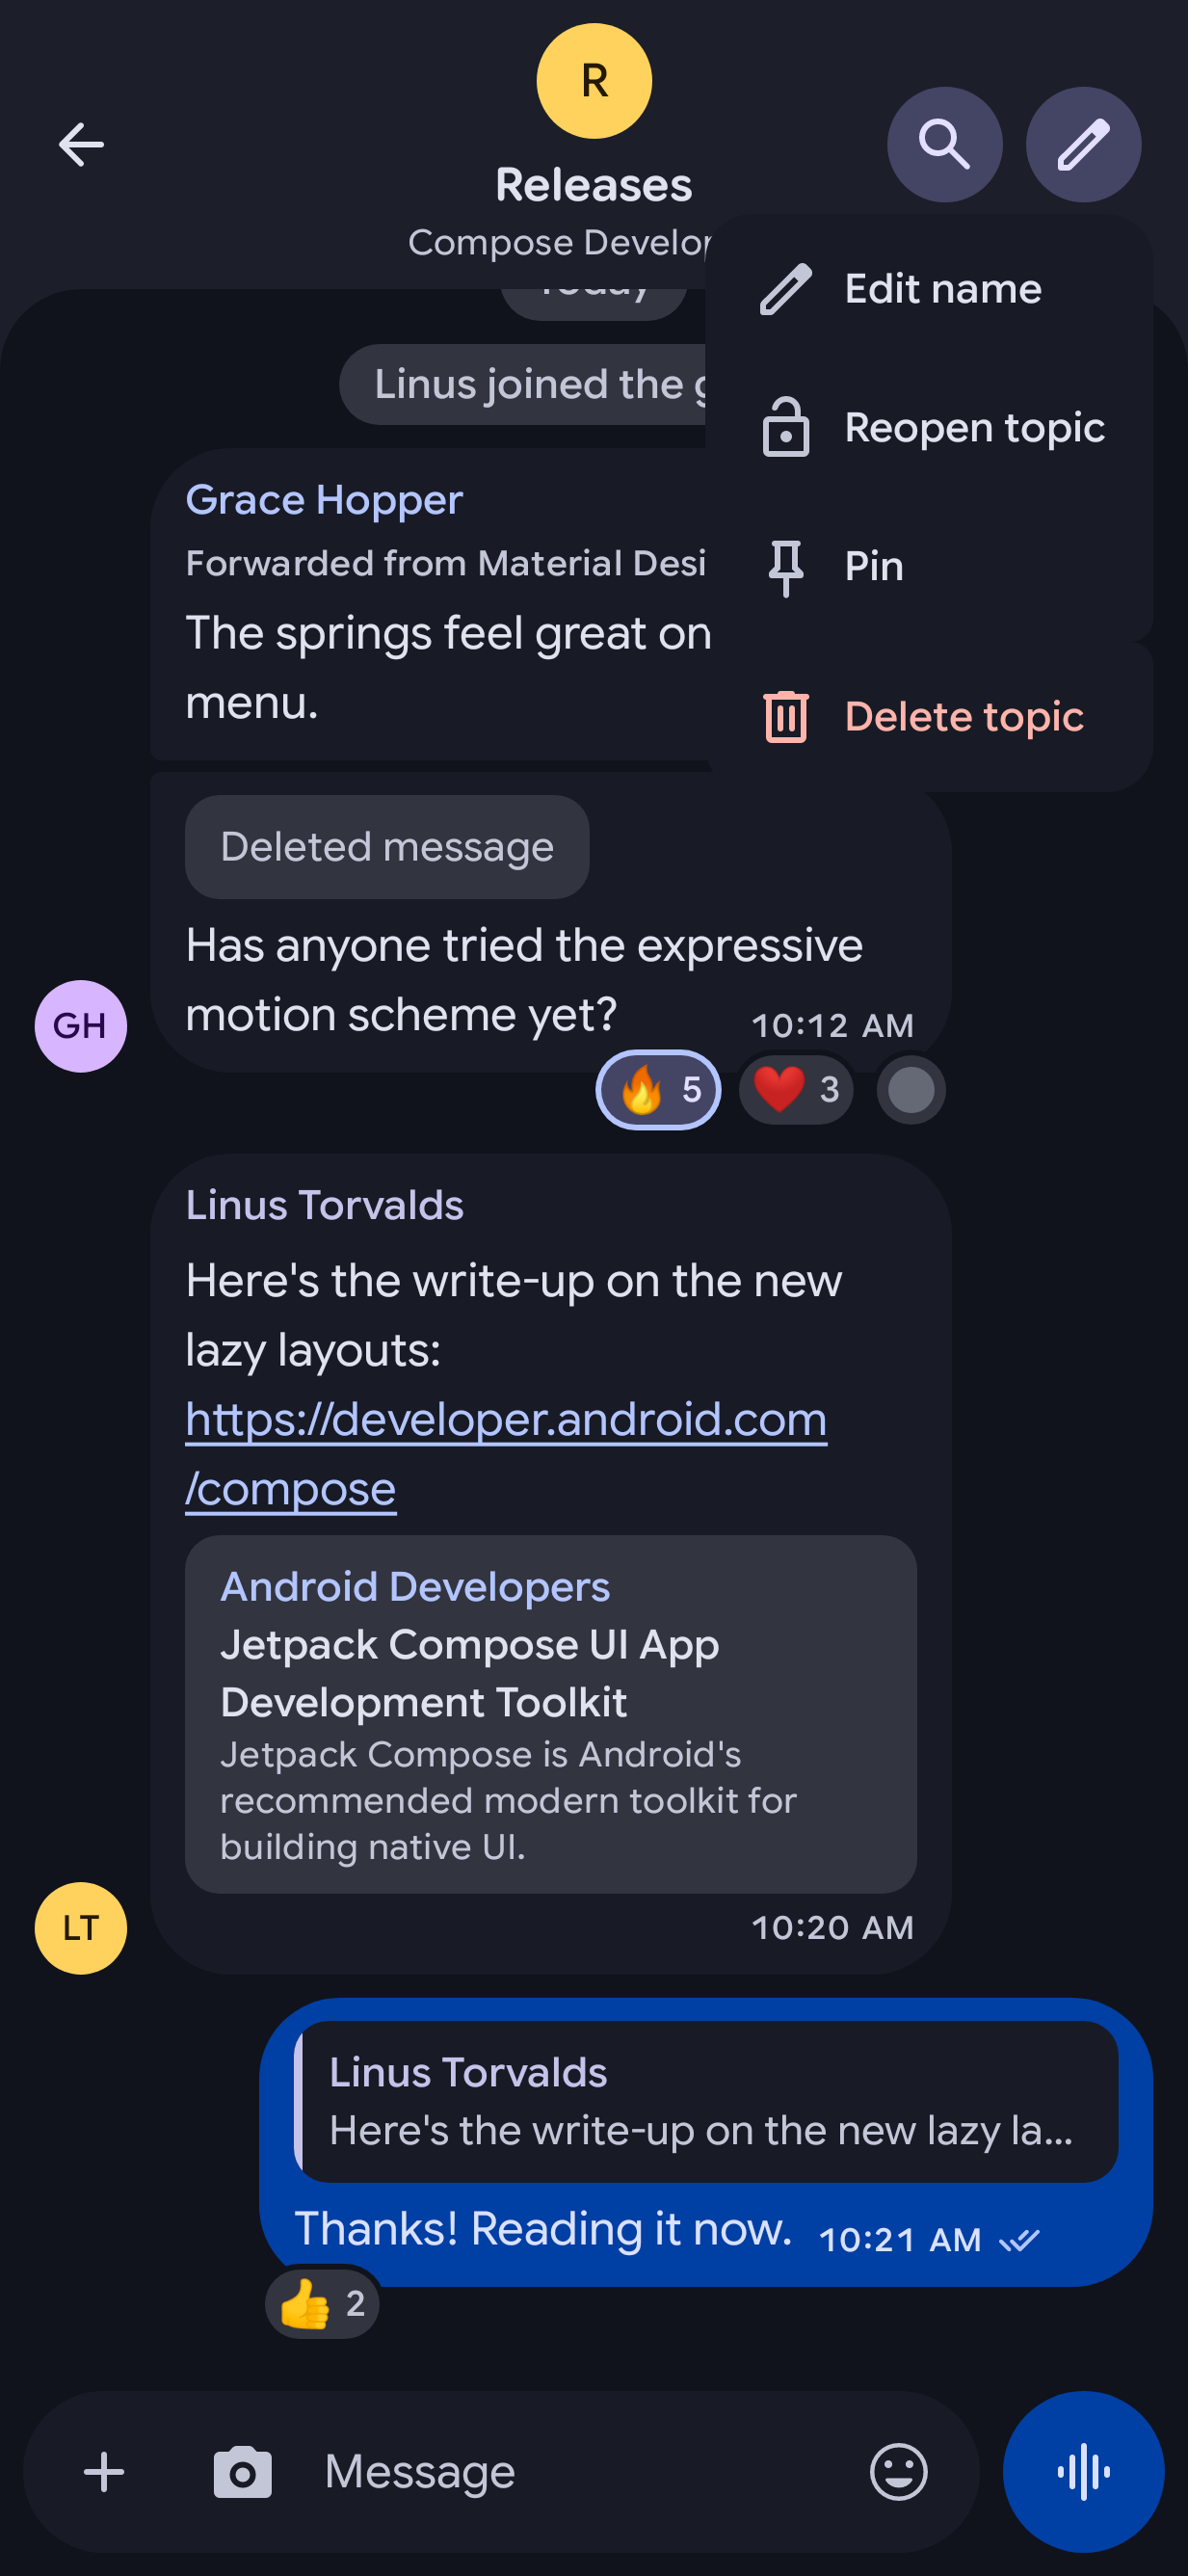 R
Releases
Compose Develop
Edit name
Today
Linus joined the g
Reopen topic
Grace Hopper
Forwarded from Material Desi
Pin
The springs feel great on
menu.
Delete topic
Deleted message
Has anyone tried the expressive
motion scheme yet?
10:12 AM
GH
🔥 5
❤️ 3
Linus Torvalds
Here's the write-up on the new
lazy layouts:
https://developer.android.com
/compose
Android Developers
Jetpack Compose UI App
Development Toolkit
Jetpack Compose is Android's
recommended modern toolkit for
building native UI.
LT
10:20 AM
Linus Torvalds
Here's the write-up on the new lazy la...
Thanks! Reading it now. 10:21 AM
👍 2
Message